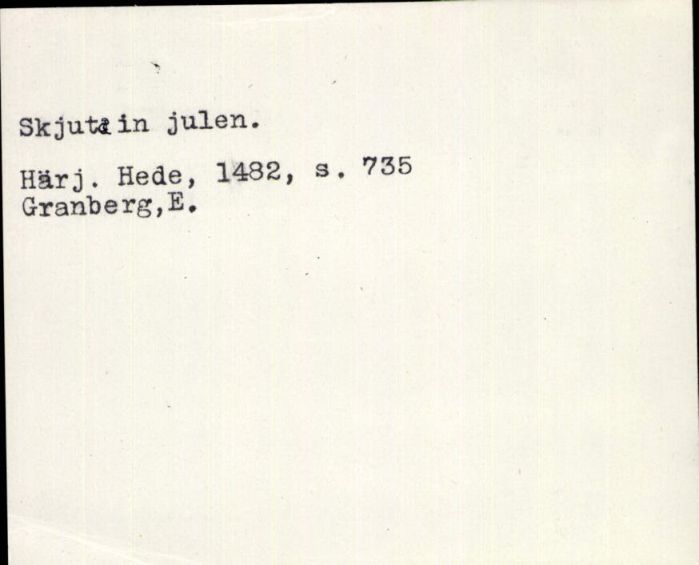 Skjuta in julen.
Härj. Hede, 1482, s. 735
Granberg,E.